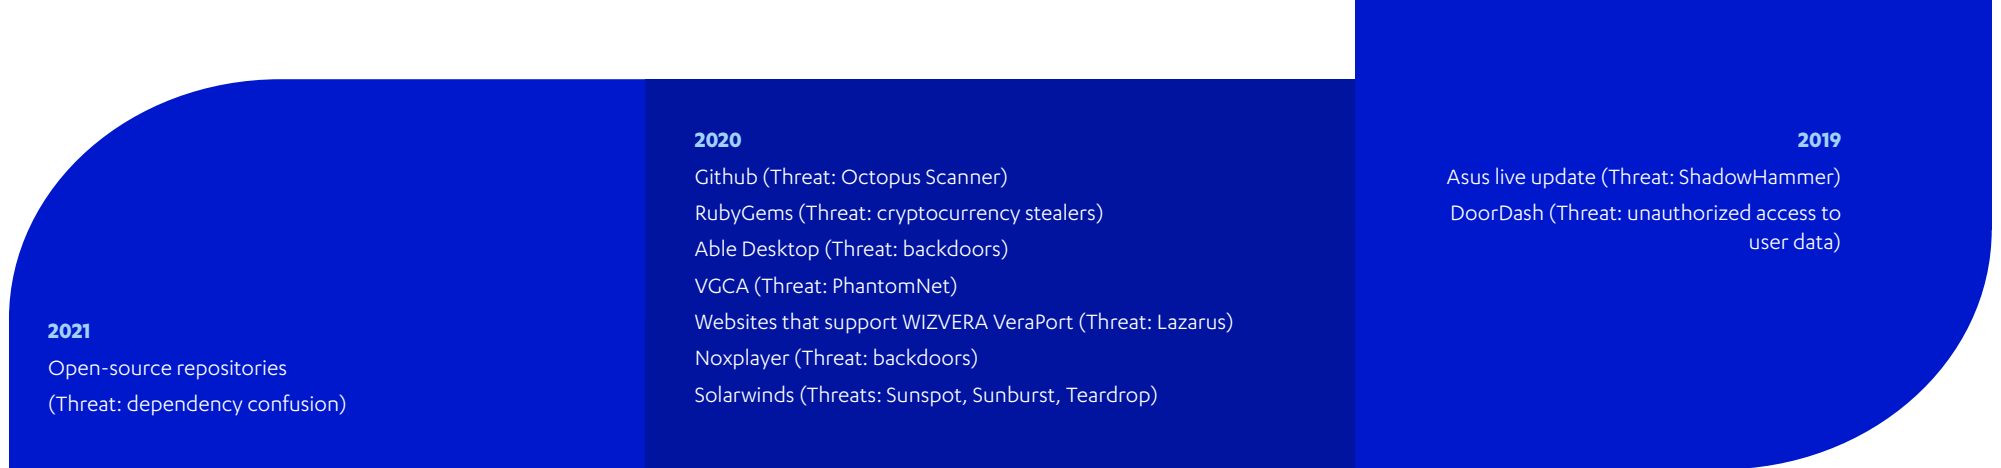 2021
Open-source repositories
(Threat: dependency confusion)
2020
Github (Threat: Octopus Scanner)
RubyGems (Threat: cryptocurrency stealers)
Able Desktop (Threat: backdoors)
VGCA (Threat: PhantomNet)
Websites that support WIZVERA VeraPort (Threat: Lazarus)
Noxplayer (Threat: backdoors)
Solarwinds (Threats: Sunspot, Sunburst, Teardrop)
2019
Asus live update (Threat: ShadowHammer)
DoorDash (Threat: unauthorized access to
user data)